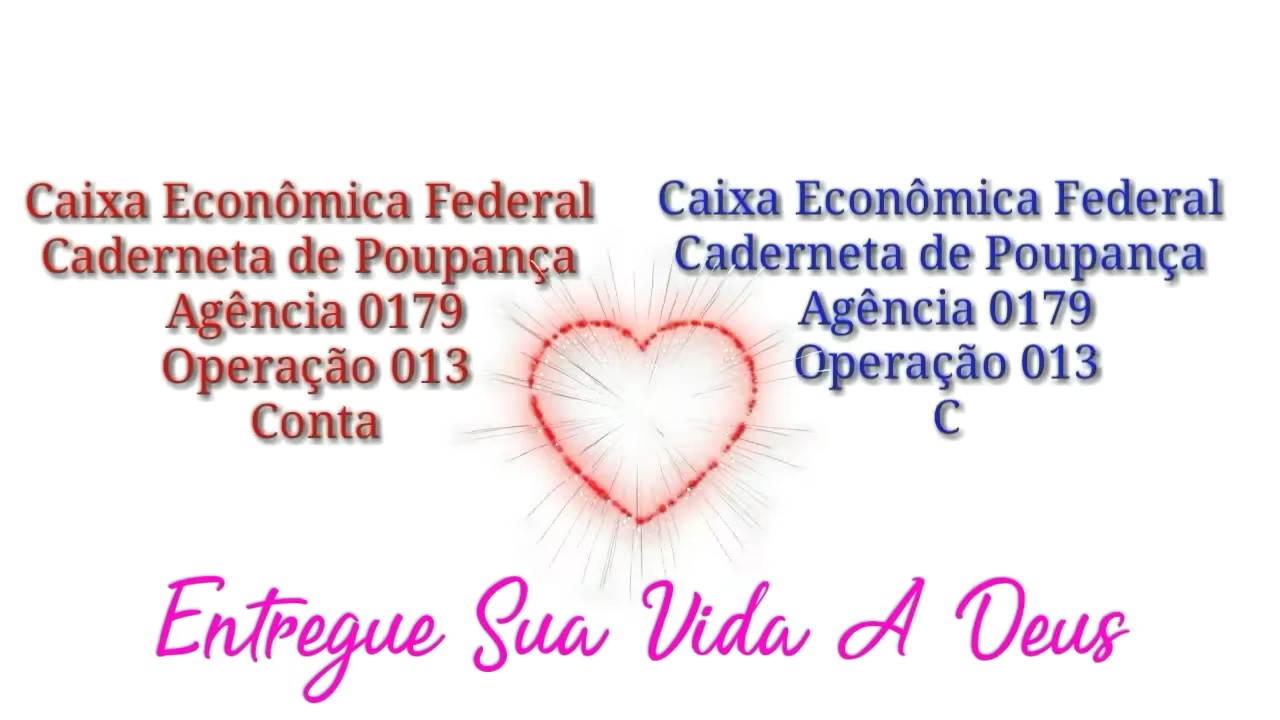 Caixa Econômica Federal
Caderneta de Poupança
Agência 0179
Operação 013
Conta
Caixa Econômica Federal
Caderneta de Poupança
Agência 0179
Operação 013
C
Entregue Sua Vida A Deus